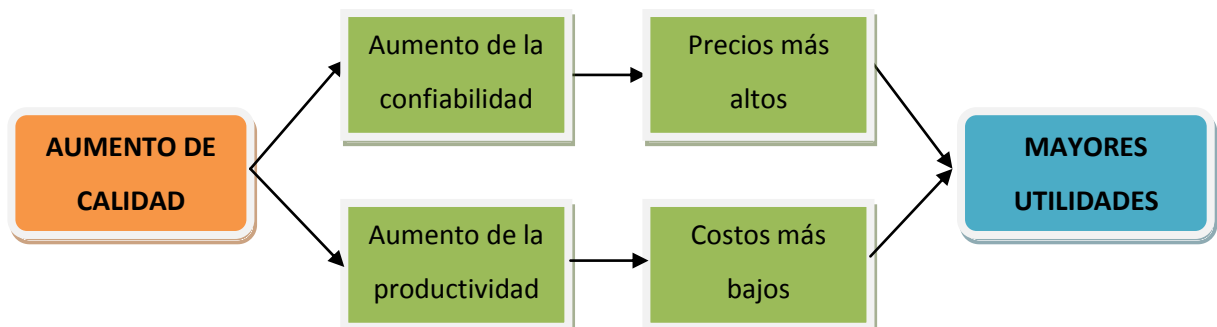 AUMENTO DE
CALIDAD
Aumento de la
confiabilidad
Precios más
altos
Aumento de la
productividad
Costos más
bajos
MAYORES
UTILIDADES